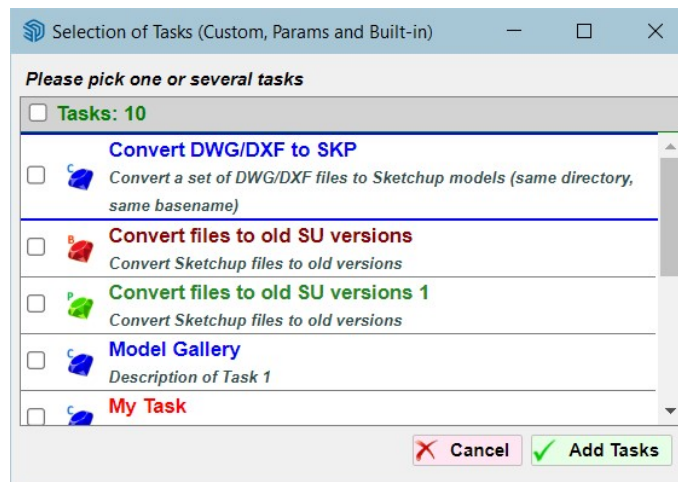 Selection of Tasks (Custom, Params and Built-in)
Please pick one or several tasks
Tasks: 10
C
Convert DWG/DXF to SKP
Convert a set of DWG/DXF files to Sketchup models (same directory,
same basename)
B
Convert files to old SU versions
Convert Sketchup files to old versions
P
Convert files to old SU versions 1
Convert Sketchup files to old versions
C
Model Gallery
Description of Task 1
C
My Task
Cancel
Add Tasks